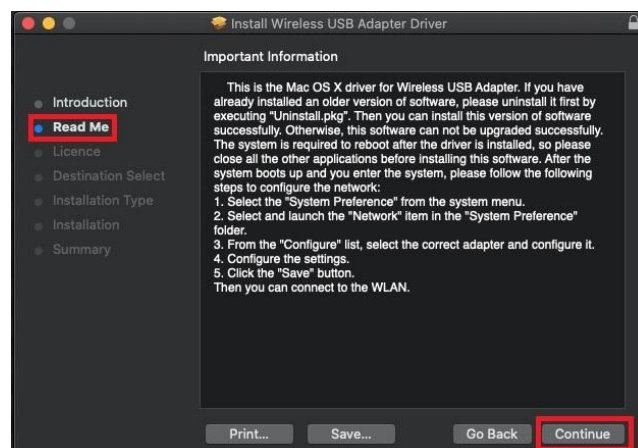 Install Wireless USB Adapter Driver
Important Information
Introduction
Read Me
Licence
Destination Select
Installation Type
Installation
Summary
This is the Mac OS X driver for Wireless USB Adapter. If you have
already installed an older version of software, please uninstall it first by
executing "Uninstall.pkg". Then you can install this version of software
successfully. Otherwise, this software can not be upgraded successfully.
The system is required to reboot after the driver is installed, so please
close all the other applications before installing this software. After the
system boots up and you enter the system, please follow the following
steps to configure the network:
1. Select the "System Preference" from the system menu.
2. Select and launch the "Network" item in the "System Preference"
folder.
3. From the "Configure" list, select the correct adapter and configure it.
4. Configure the settings.
5. Click the "Save" button.
Then you can connect to the WLAN.
Print...
Save...
Go Back
Continue